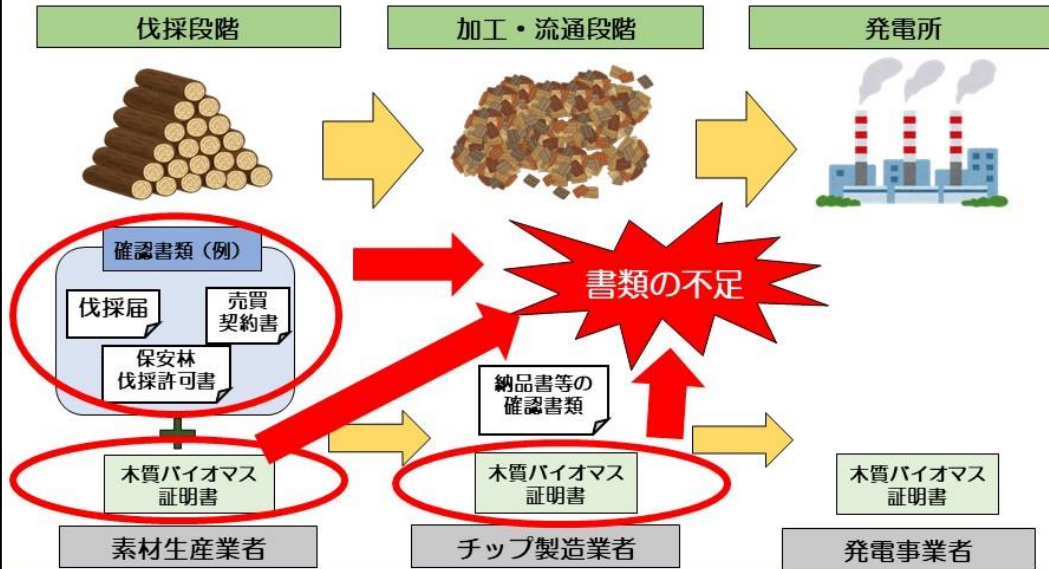 伐採段階
加工・流通段階
発電所
確認書類（例）
伐採届
売買
契約書
保安林
伐採許可書
書類の不足
納品書等の
確認書類
木質バイオマス
証明書
木質バイオマス
証明書
木質バイオマス
証明書
素材生産業者
チップ製造業者
発電事業者